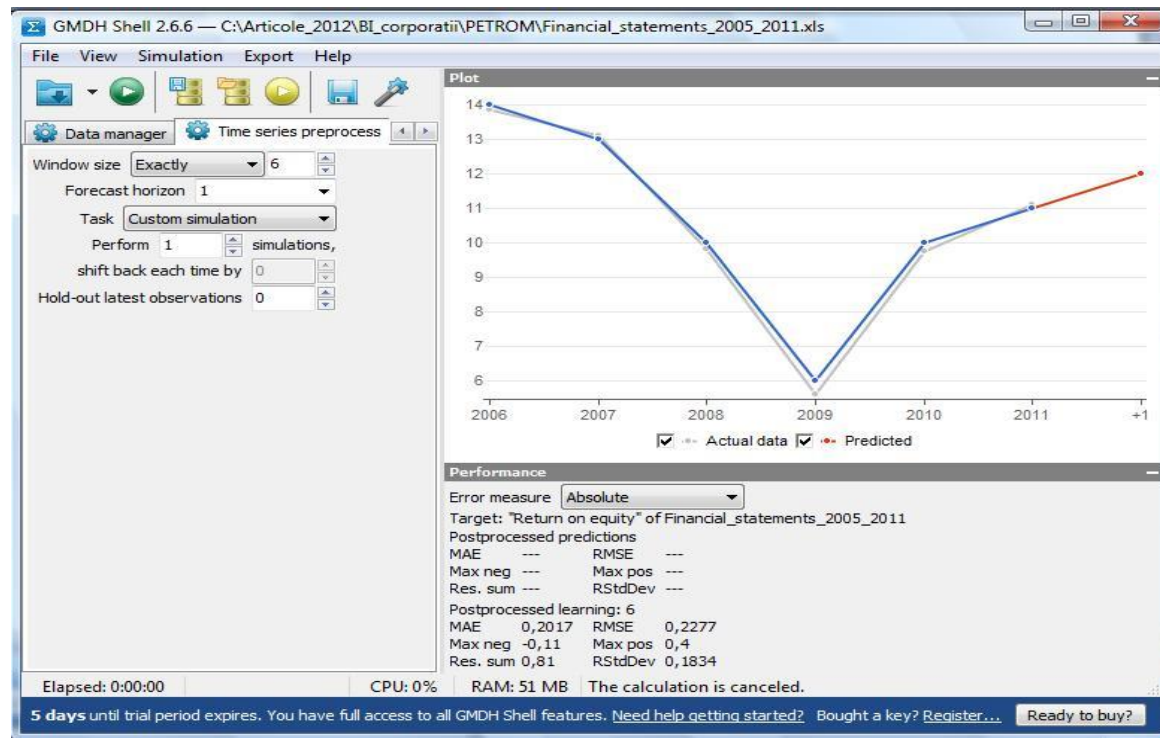 GMDH Shell 2.6.6 — C:\Articole_2012\BI_corporatii\PETROM\Financial_statements_2005_2011.xls
File View Simulation Export Help
Data manager Time series preprocess
Window size Exactly 6
Forecast horizon 1
Task Custom simulation
Perform 1 simulations,
shift back each time by 0
Hold-out latest observations 0
Plot
14
13
12
11
10
9
8
7
6
2006 2007 2008 2009 2010 2011 +1
Actual data Predicted
Performance
Error measure Absolute
Target: "Return on equity" of Financial_statements_2005_2011
Postprocessed predictions
MAE --- RMSE ---
Max neg --- Max pos ---
Res. sum --- RStdDev ---
Postprocessed learning: 6
MAE 0,2017 RMSE 0,2277
Max neg -0,11 Max pos 0,4
Res. sum 0,81 RStdDev 0,1834
Elapsed: 0:00:00 CPU: 0% RAM: 51 MB The calculation is canceled.
5 days until trial period expires. You have full access to all GMDH Shell features. Need help getting started? Bought a key? Register... Ready to buy?